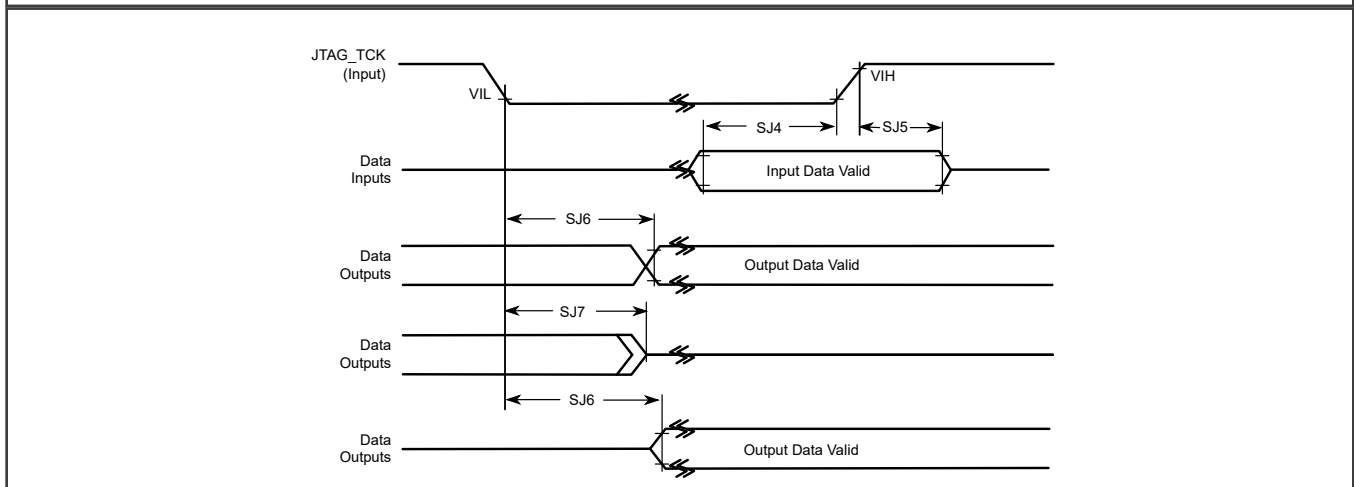 JTAG_TCK
(Input)
VIL
VIH
SJ4
SJ5
Data
Inputs
Input Data Valid
SJ6
Data
Outputs
Output Data Valid
SJ7
Data
Outputs
SJ6
Data
Outputs
Output Data Valid